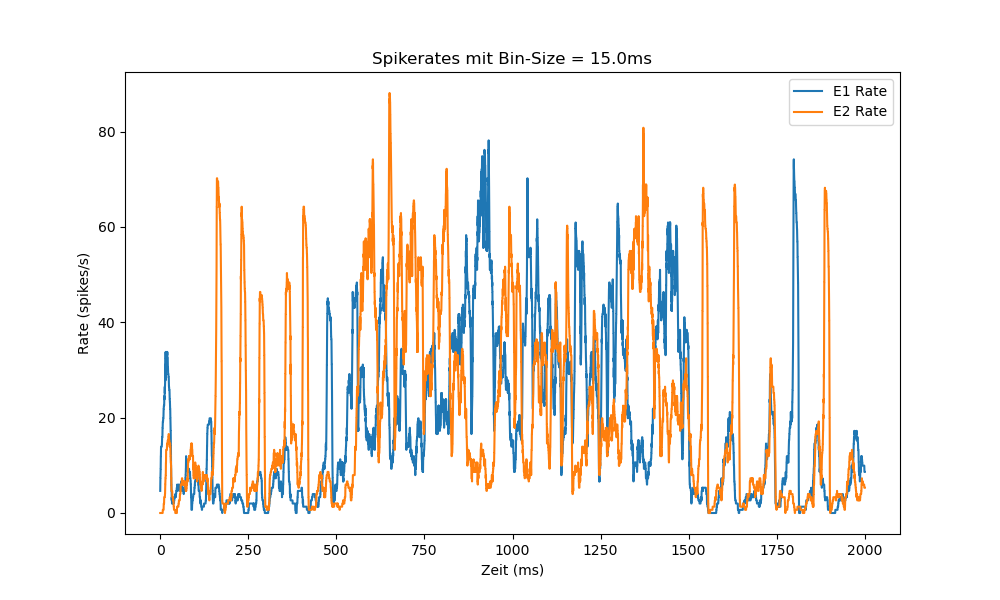 Spikerates mit Bin-Size = 15.0ms
E1 Rate
E2 Rate
Rate (spikes/s)
80
60
40
20
0
0 250 500 750 1000 1250 1500 1750 2000
Zeit (ms)